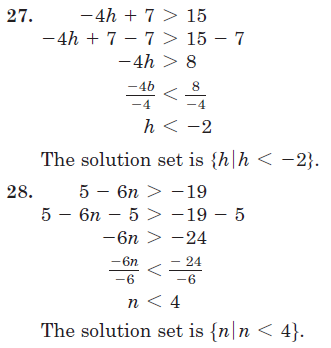 27. −4h + 7 > 15
−4h + 7 − 7 > 15 − 7
−4h > 8
−4b/−4 < 8/−4
h < −2
The solution set is {h|h < −2}.
28. 5 − 6n > −19
5 − 6n − 5 > −19 − 5
−6n > −24
−6n/−6 < − 24/−6
n < 4
The solution set is {n|n < 4}.